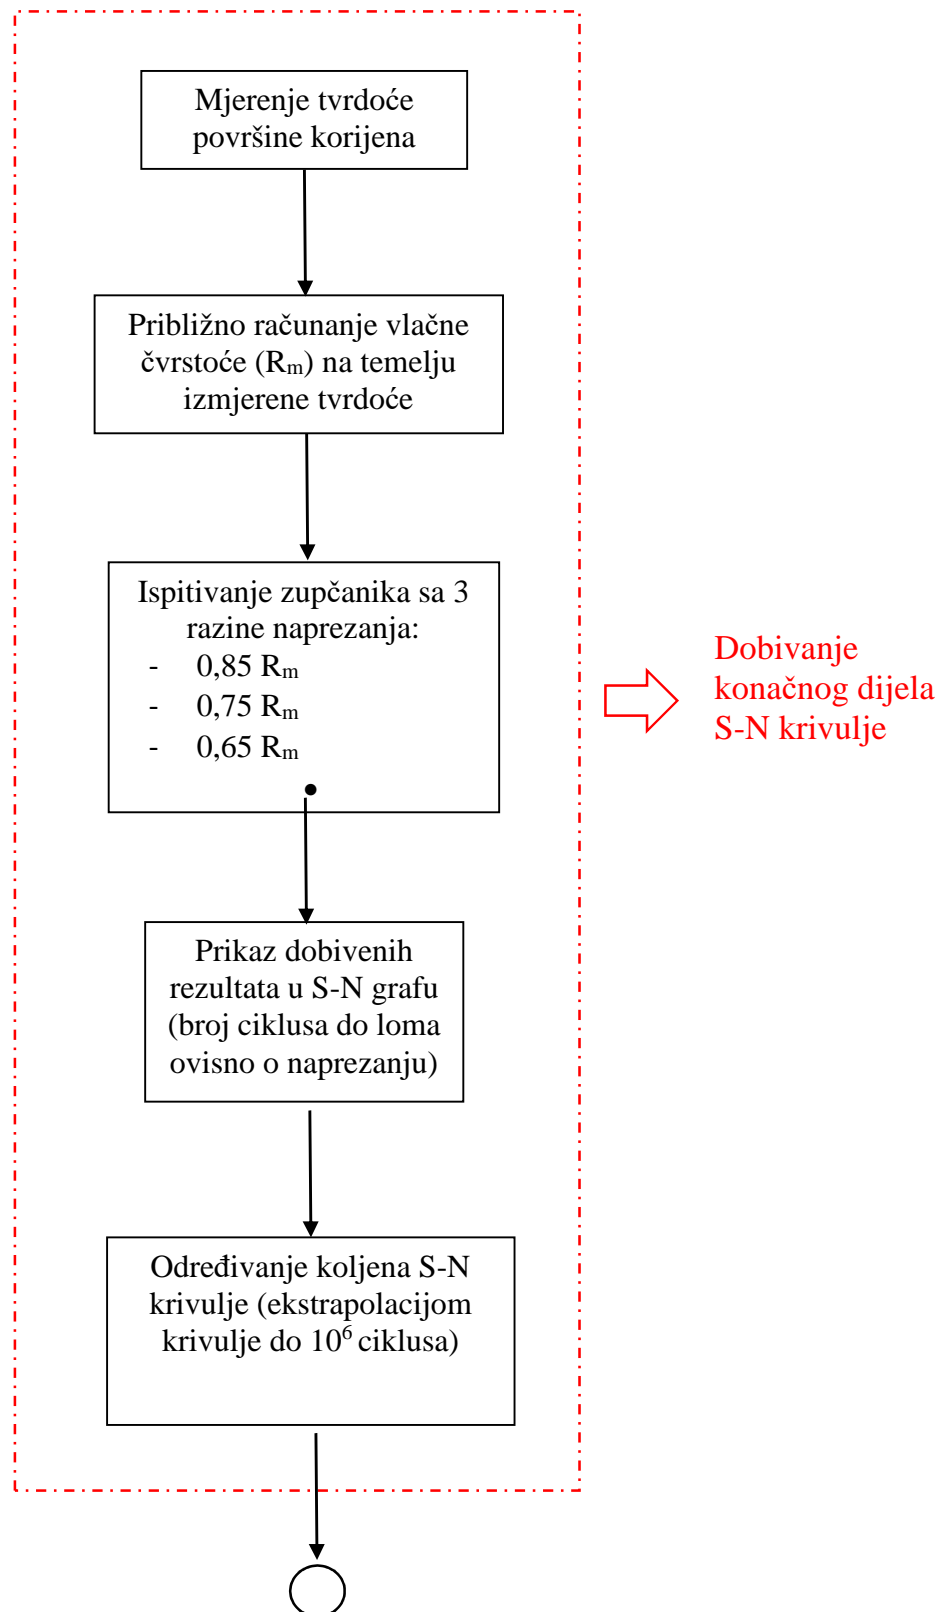 Mjerenje tvrdoće
površine korijena
Približno računanje vlačne
čvrstoće (Rₘ) na temelju
izmjerene tvrdoće
Ispitivanje zupčanika sa 3
razine naprezanja:
- 0,85 Rₘ
- 0,75 Rₘ
- 0,65 Rₘ
Dobivanje
konačnog dijela
S-N krivulje
Prikaz dobivenih
rezultata u S-N grafu
(broj ciklusa do loma
ovisno o naprezanju)
Određivanje koljena S-N
krivulje (ekstrapolacijom
krivulje do 10⁶ ciklusa)